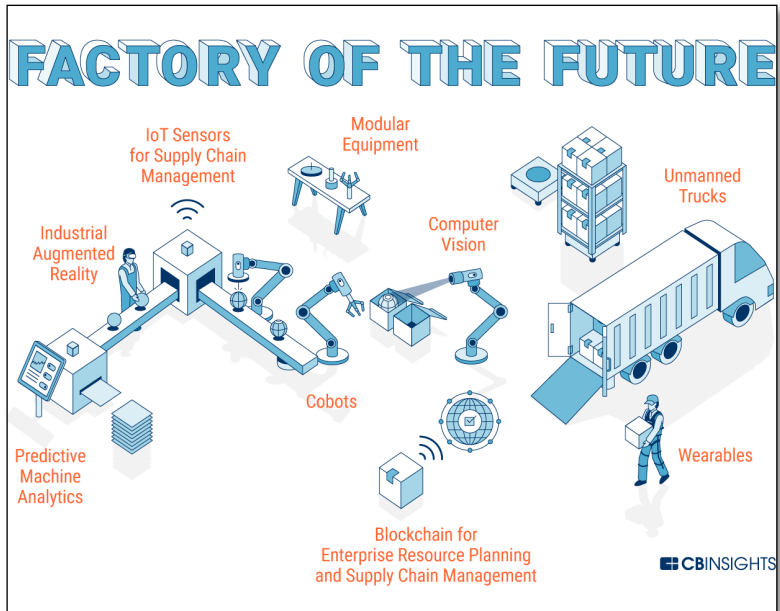 FACTORY OF THE FUTURE
IoT Sensors
for Supply Chain
Management
Modular
Equipment
Unmanned
Trucks
Industrial
Augmented
Reality
Computer
Vision
Cobots
Predictive
Machine
Analytics
Wearables
Blockchain for
Enterprise Resource Planning
and Supply Chain Management
CBINSIGHTS